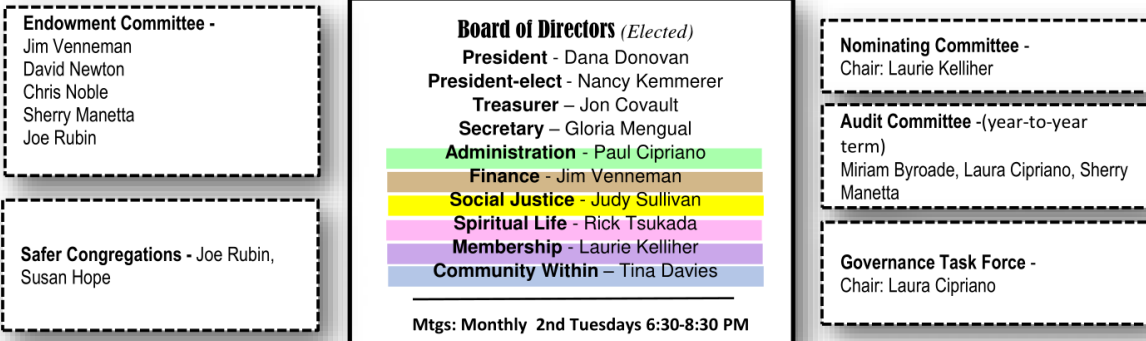 Endowment Committee -
Jim Venneman
David Newton
Chris Noble
Sherry Manetta
Joe Rubin
Safer Congregations - Joe Rubin,
Susan Hope
Board of Directors (Elected)
President - Dana Donovan
President-elect - Nancy Kemmerer
Treasurer – Jon Covault
Secretary – Gloria Mengual
Administration - Paul Cipriano
Finance - Jim Venneman
Social Justice - Judy Sullivan
Spiritual Life - Rick Tsukada
Membership - Laurie Kelliher
Community Within – Tina Davies
Mtgs: Monthly  2nd Tuesdays 6:30-8:30 PM
Nominating Committee -
Chair: Laurie Kelliher
Audit Committee -(year-to-year
term)
Miriam Byroade, Laura Cipriano, Sherry
Manetta
Governance Task Force -
Chair: Laura Cipriano